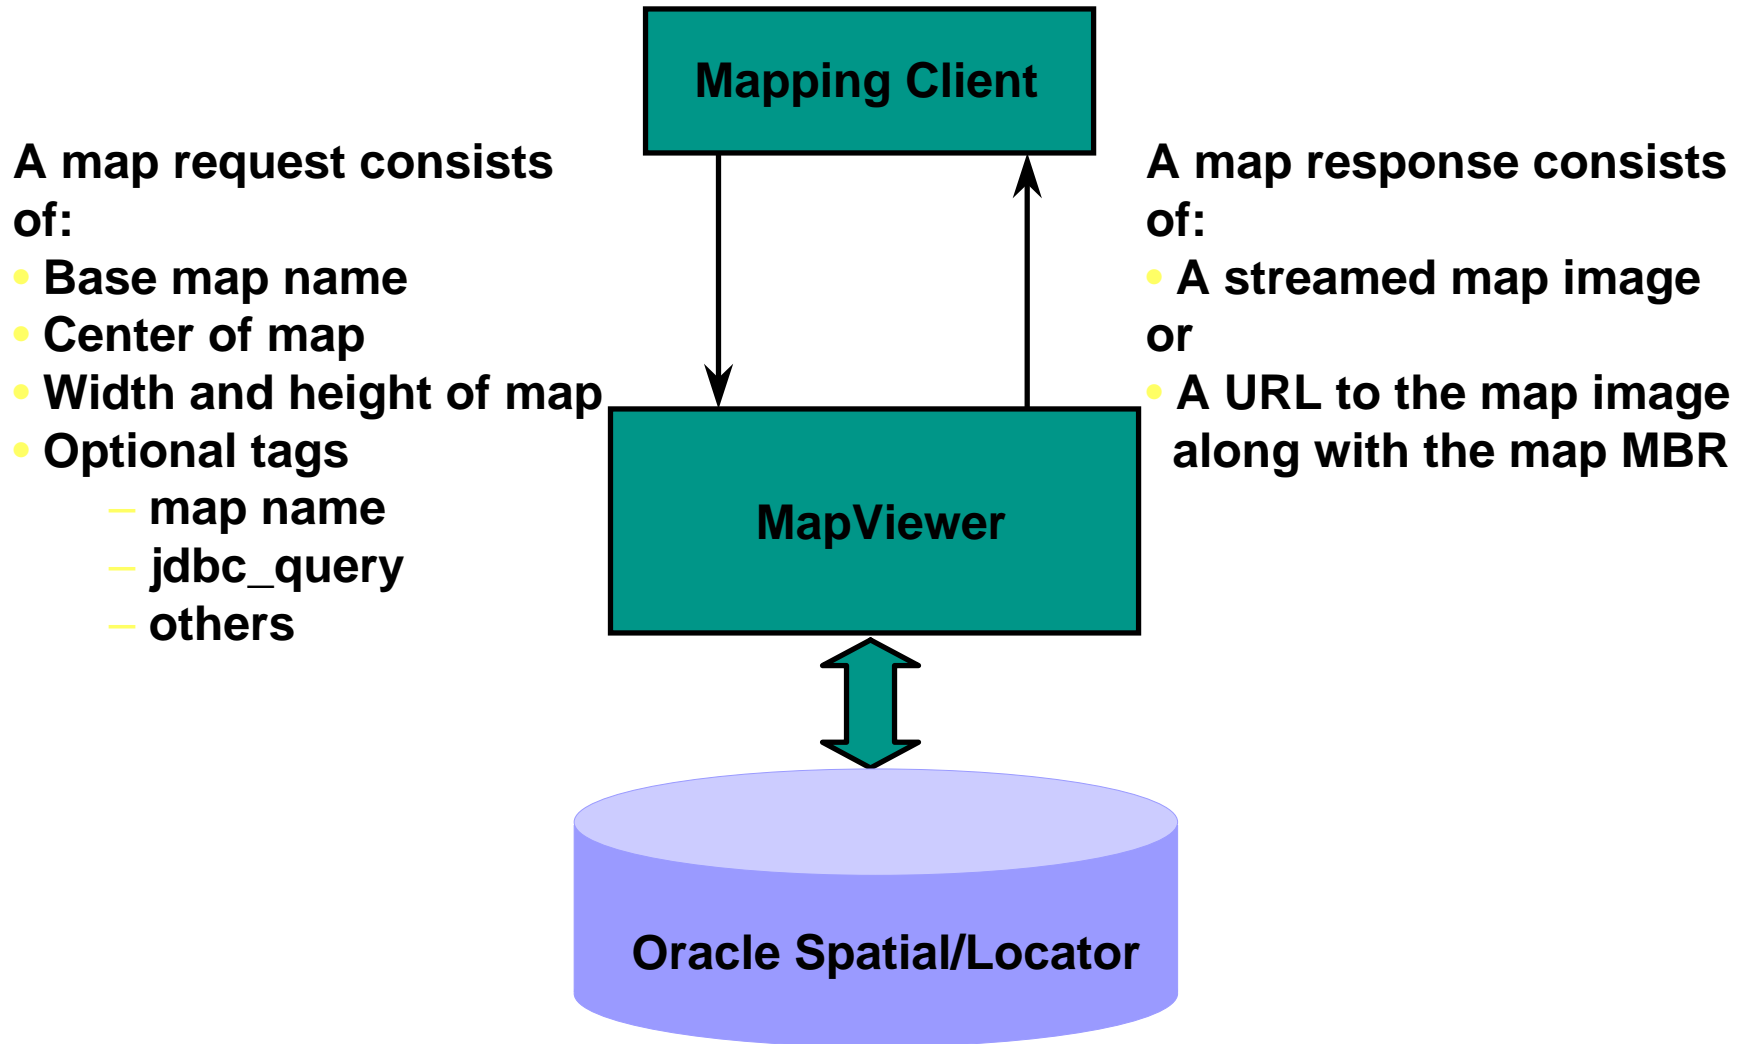 Mapping Client
A map request consists
of:
• Base map name
• Center of map
• Width and height of map
• Optional tags
– map name
– jdbc_query
– others
A map response consists
of:
• A streamed map image
or
• A URL to the map image
along with the map MBR
MapViewer
Oracle Spatial/Locator